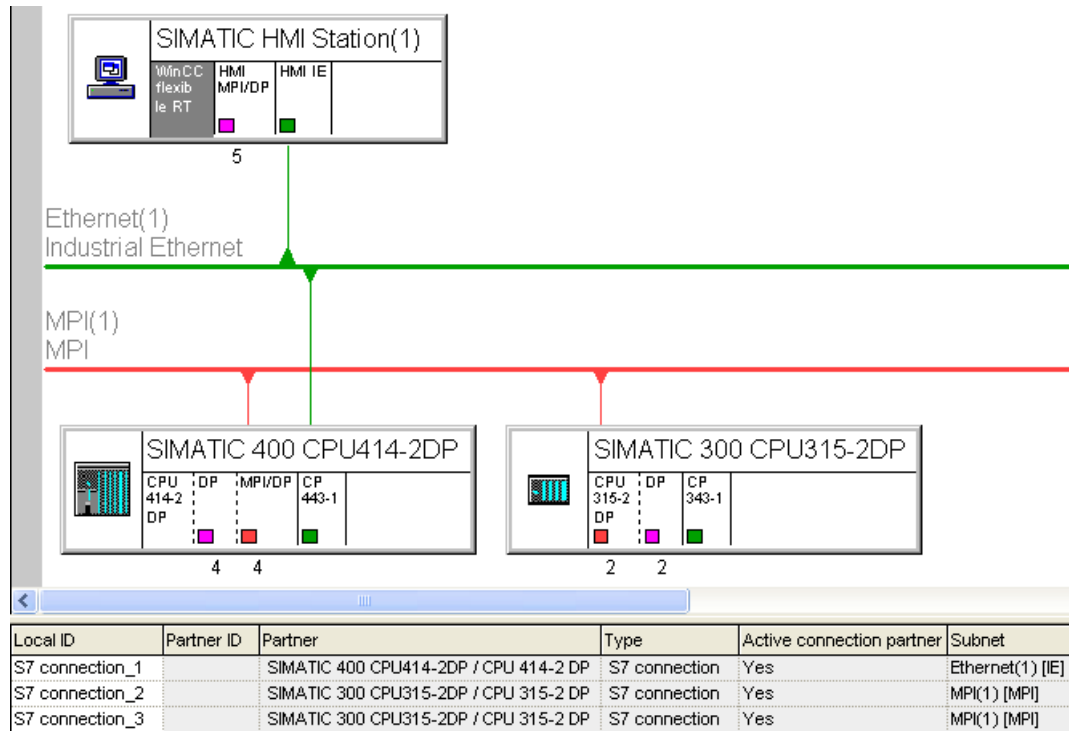 SIMATIC HMI Station(1)
WinCC flexib le RT
HMI MPI/DP
HMI IE
5
Ethernet(1)
Industrial Ethernet
MPI(1)
MPI
SIMATIC 400 CPU414-2DP
CPU 414-2 DP
DP
MPI/DP
CP 443-1
4 4
SIMATIC 300 CPU315-2DP
CPU 315-2 DP
DP
CP 343-1
2 2
Local ID Partner ID Partner Type Active connection partner Subnet
S7 connection_1 SIMATIC 400 CPU414-2DP / CPU 414-2 DP S7 connection Yes Ethernet(1) [IE]
S7 connection_2 SIMATIC 300 CPU315-2DP / CPU 315-2 DP S7 connection Yes MPI(1) [MPI]
S7 connection_3 SIMATIC 300 CPU315-2DP / CPU 315-2 DP S7 connection Yes MPI(1) [MPI]